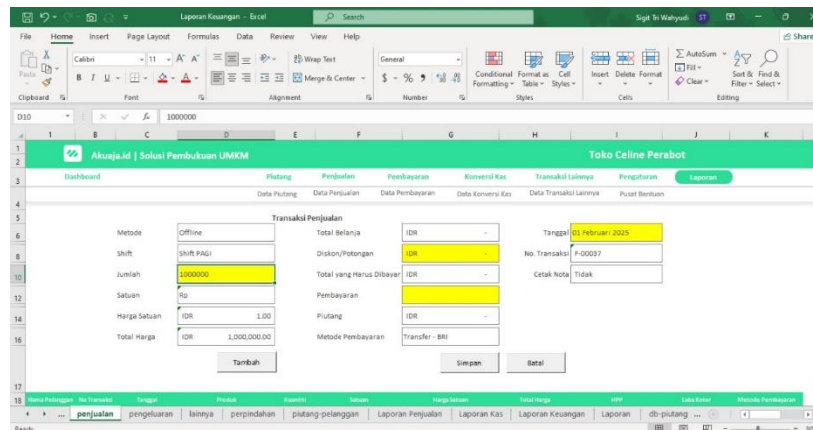 Laporan Keuangan - Excel
Search
Sigit Tri Wahyudi
ST
File Home Insert Page Layout Formulas Data Review View Help
Share
Paste
Calibri
11
General
Wrap Text
Merge & Center
Conditional Formatting
Format as Table
Cell Styles
Insert Delete Format
AutoSum
Fill
Clear
Sort & Filter
Find & Select
Clipboard Font Alignment Number Styles Cells Editing
D10
fx 1000000
Akuaja.id | Solusi Pembukuan UMKM
Toko Celine Perabot
Dashboard Piutang Penjualan Pembayaran Konversi Kas Transaksi Lainnya Pengaturan Laporan
Data Piutang Data Penjualan Data Pembayaran Data Konversi Kas Data Transaksi Lainnya Pusat Bantuan
Transaksi Penjualan
Metode Offline Total Belanja IDR - Tanggal 01 Februari 2025
Shift Shift PAGI Diskon/Potongan IDR - No. Transaksi F-00037
Jumlah 1000000 Total yang Harus Dibayar IDR - Cetak Nota Tidak
Satuan Rp Pembayaran
Harga Satuan IDR 1.00 Piutang IDR -
Total Harga IDR 1,000,000.00 Metode Pembayaran Transfer - BRI
Tambah Simpan Batal
Nama Pelanggan No Transaksi Tanggal Produk Kuantiti Satuan Harga Satuan Total Harga HPP Laba Kotor Metode Pembayaran
penjualan pengeluaran lainnya perpindahan piutang-pelanggan Laporan Penjualan Laporan Kas Laporan Keuangan Laporan db-piutang
Ready